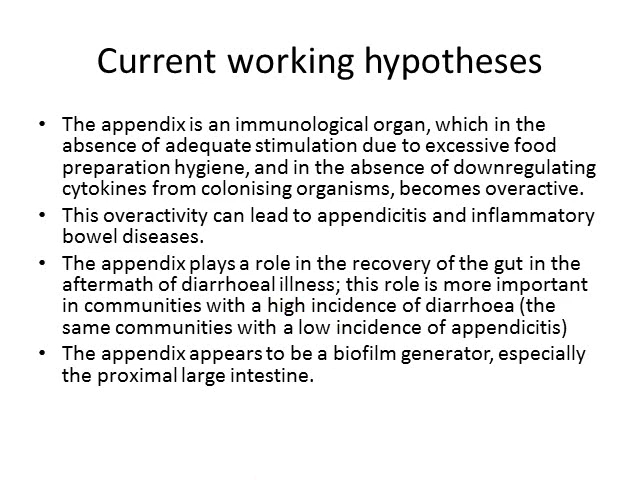 Current working hypotheses
• The appendix is an immunological organ, which in the
absence of adequate stimulation due to excessive food
preparation hygiene, and in the absence of downregulating
cytokines from colonising organisms, becomes overactive.
• This overactivity can lead to appendicitis and inflammatory
bowel diseases.
• The appendix plays a role in the recovery of the gut in the
aftermath of diarrhoeal illness; this role is more important
in communities with a high incidence of diarrhoea (the
same communities with a low incidence of appendicitis)
• The appendix appears to be a biofilm generator, especially
the proximal large intestine.